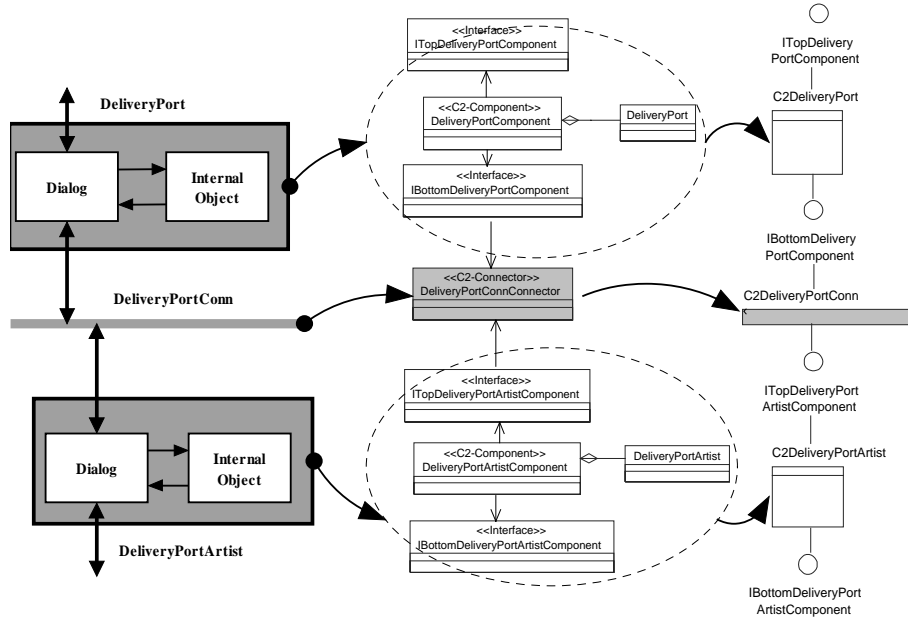 DeliveryPort
Dialog
Internal
Object
DeliveryPortConn
Dialog
Internal
Object
DeliveryPortArtist
<<Interface>>
ITopDeliveryPortComponent
<<C2-Component>>
DeliveryPortComponent
DeliveryPort
<<Interface>>
IBottomDeliveryPortComponent
<<C2-Connector>>
DeliveryPortConnConnector
<<Interface>>
ITopDeliveryPortArtistComponent
<<C2-Component>>
DeliveryPortArtistComponent
DeliveryPortArtist
<<Interface>>
IBottomDeliveryPortArtistComponent
ITopDelivery
PortComponent
C2DeliveryPort
IBottomDelivery
PortComponent
C2DeliveryPortConn
ITopDeliveryPort
ArtistComponent
C2DeliveryPortArtist
IBottomDeliveryPort
ArtistComponent